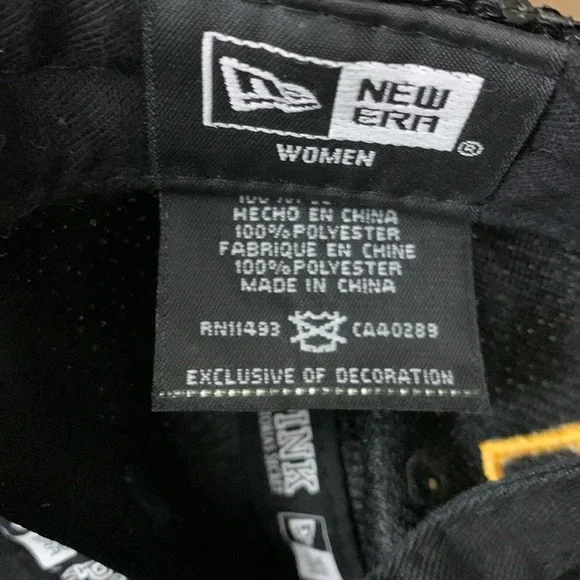 NEW
ERA
®
WOMEN
HECHO EN CHINA
100% POLYESTER
FABRIQUE EN CHINE
100% POLYESTER
MADE IN CHINA
RN11493 CA40289
EXCLUSIVE OF DECORATION